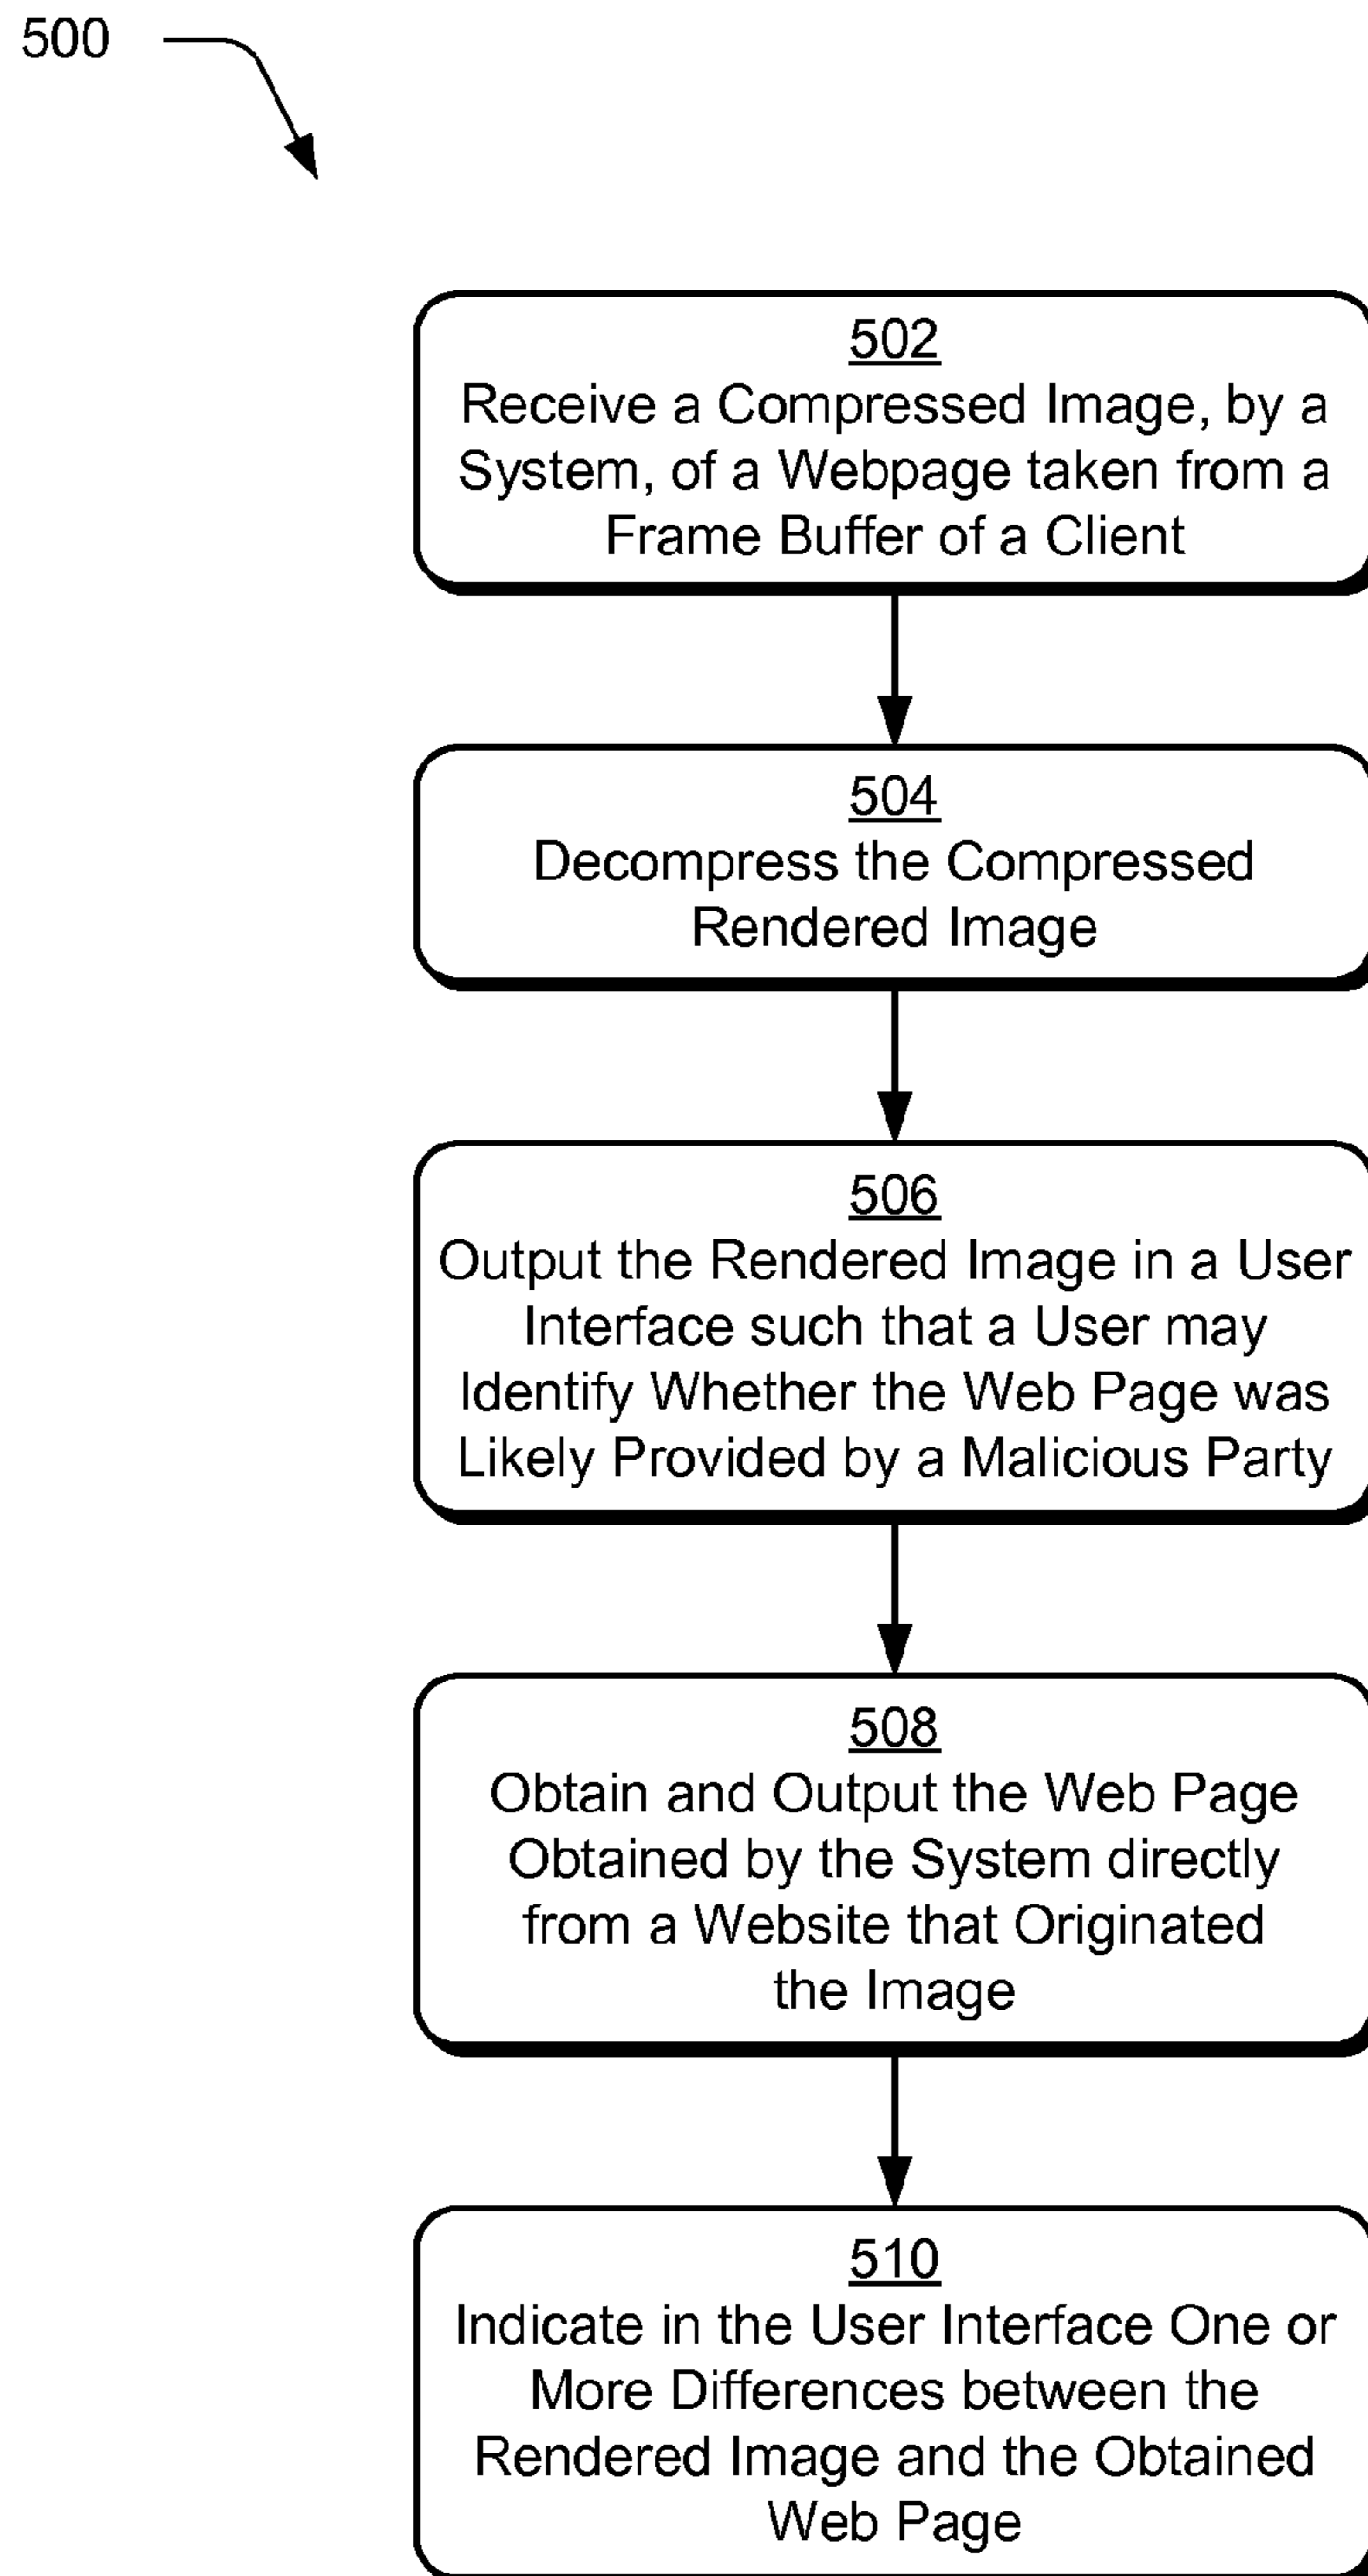 500
502
Receive a Compressed Image, by a
System, of a Webpage taken from a
Frame Buffer of a Client
504
Decompress the Compressed
Rendered Image
506
Output the Rendered Image in a User
Interface such that a User may
Identify Whether the Web Page was
Likely Provided by a Malicious Party
508
Obtain and Output the Web Page
Obtained by the System directly
from a Website that Originated
the Image
510
Indicate in the User Interface One or
More Differences between the
Rendered Image and the Obtained
Web Page